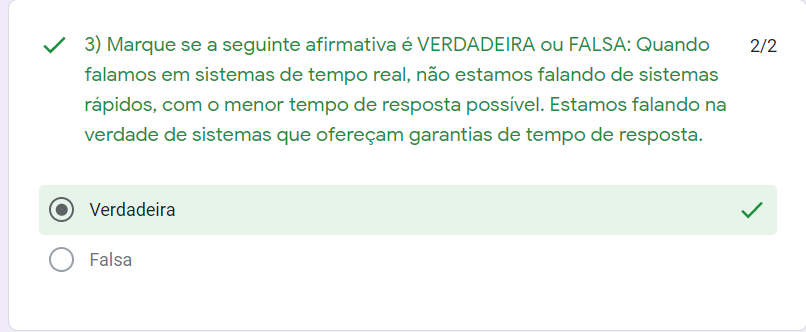 3) Marque se a seguinte afirmativa é VERDADEIRA ou FALSA: Quando 2/2
falamos em sistemas de tempo real, não estamos falando de sistemas
rápidos, com o menor tempo de resposta possível. Estamos falando na
verdade de sistemas que ofereçam garantias de tempo de resposta.
Verdadeira
Falsa